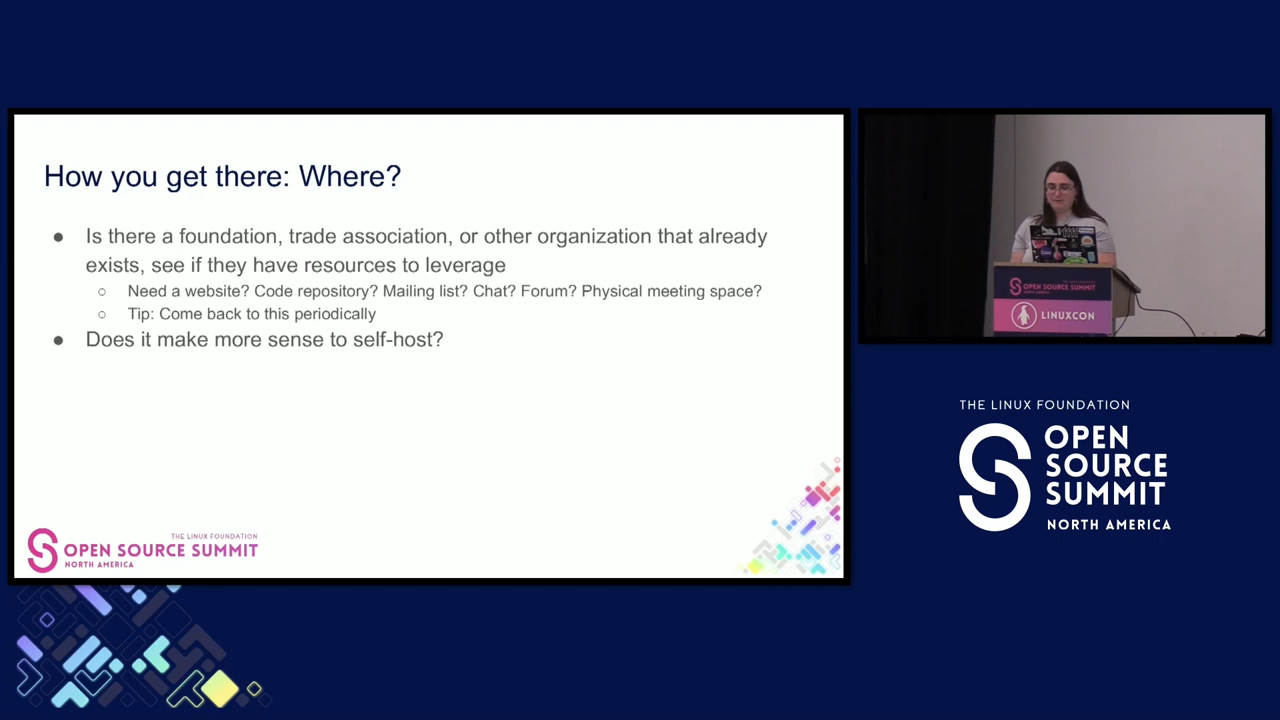 How you get there: Where?
● Is there a foundation, trade association, or other organization that already
exists, see if they have resources to leverage
○ Need a website? Code repository? Mailing list? Chat? Forum? Physical meeting space?
○ Tip: Come back to this periodically
● Does it make more sense to self-host?
THE LINUX FOUNDATION
OPEN SOURCE SUMMIT
NORTH AMERICA
OPEN SOURCE SUMMIT
LINUXCON
THE LINUX FOUNDATION
OPEN
SOURCE
SUMMIT
NORTH AMERICA